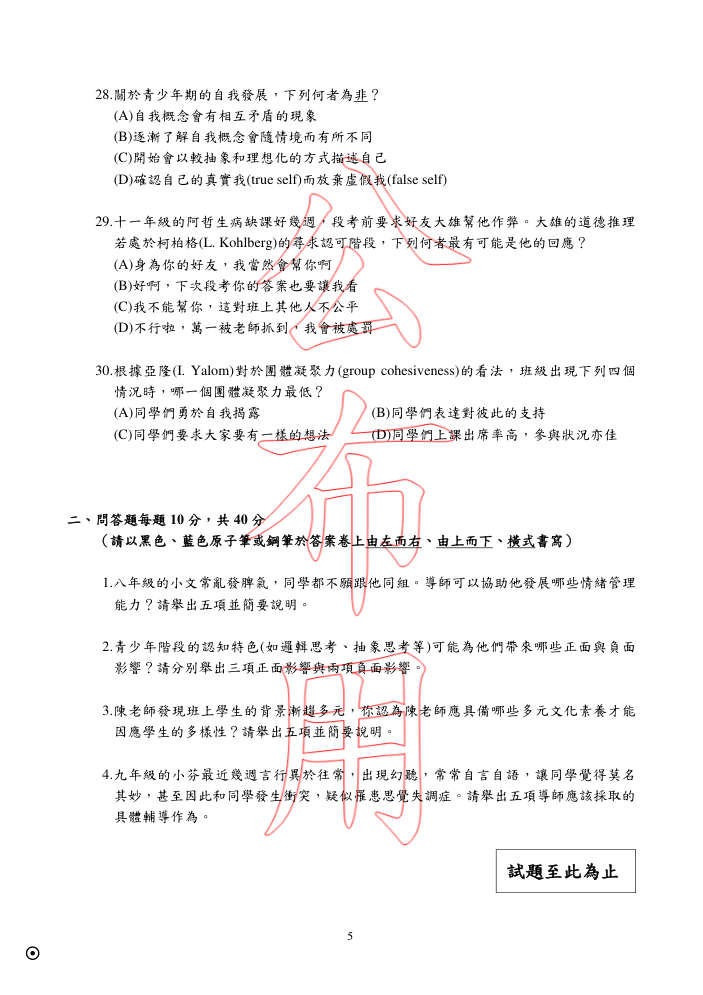 28.關於青少年期的自我發展，下列何者為非？
(A)自我概念會有相互矛盾的現象
(B)逐漸了解自我概念會隨情境而有所不同
(C)開始會以較抽象和理想化的方式描述自己
(D)確認自己的真實我(true self)而放棄虛假我(false self)
29.十一年級的阿哲生病缺課好幾週，段考前要求好友大雄幫他作弊。大雄的道德推理
若處於柯柏格(L. Kohlberg)的尋求認可階段，下列何者最有可能是他的回應？
(A)身為你的好友，我當然會幫你啊
(B)好啊，下次段考你的答案也要讓我看
(C)我不能幫你，這對班上其他人不公平
(D)不行啦，萬一被老師抓到，我會被處罰
30.根據亞隆(I. Yalom)對於團體凝聚力(group cohesiveness)的看法，班級出現下列四個
情況時，哪一個團體凝聚力最低？
(A)同學們勇於自我揭露 (B)同學們表達對彼此的支持
(C)同學們要求大家要有一樣的想法 (D)同學們上課出席率高，參與狀況亦佳
二、問答題每題 10 分，共 40 分
（請以黑色、藍色原子筆或鋼筆於答案卷上由左而右、由上而下、橫式書寫）
1.八年級的小文常亂發脾氣，同學都不願跟他同組。導師可以協助他發展哪些情緒管理
能力？請舉出五項並簡要說明。
2.青少年階段的認知特色(如邏輯思考、抽象思考等)可能為他們帶來哪些正面與負面
影響？請分別舉出三項正面影響與兩項負面影響。
3.陳老師發現班上學生的背景漸趨多元，你認為陳老師應具備哪些多元文化素養才能
因應學生的多樣性？請舉出五項並簡要說明。
4.九年級的小芬最近幾週言行異於往常，出現幻聽，常常自言自語，讓同學覺得莫名
其妙，甚至因此和同學發生衝突，疑似罹患思覺失調症。請舉出五項導師應該採取的
具體輔導作為。
試題至此為止
5
公布用